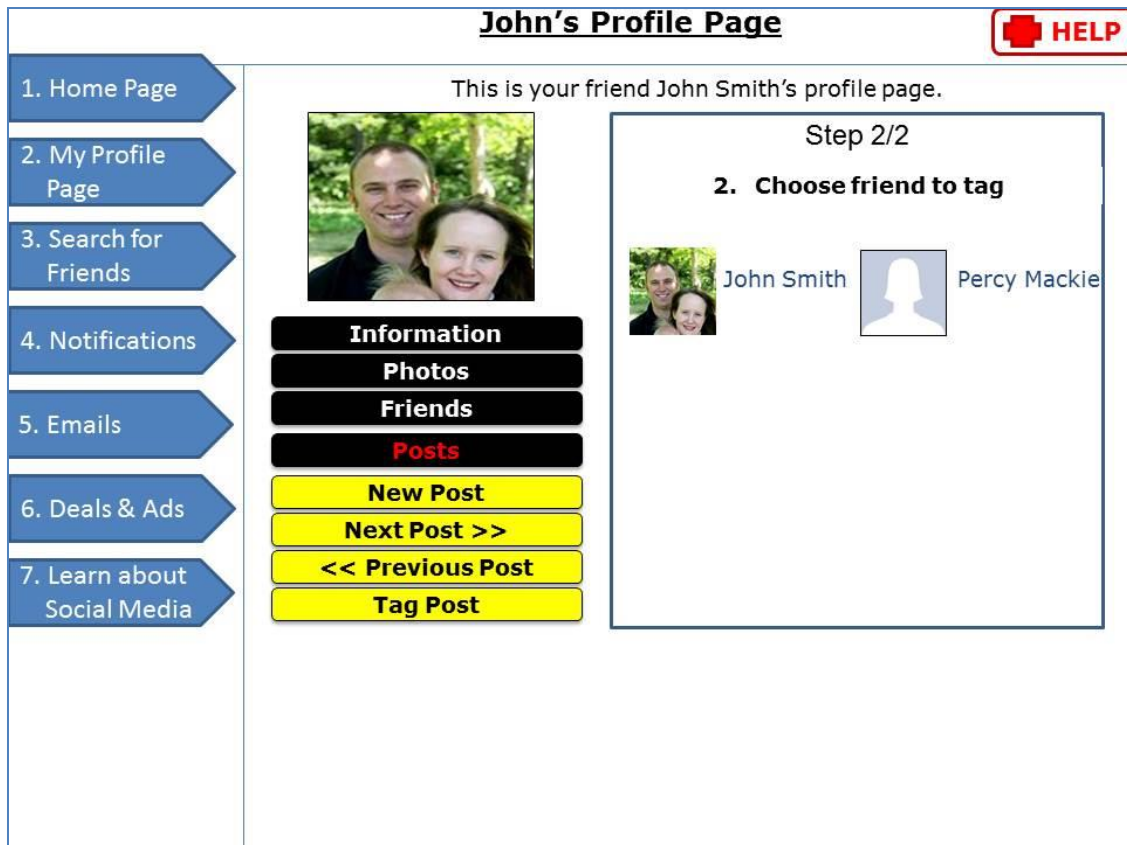 John's Profile Page
HELP
1. Home Page
2. My Profile
Page
3. Search for
Friends
4. Notifications
5. Emails
6. Deals & Ads
7. Learn about
Social Media
This is your friend John Smith's profile page.
Information
Photos
Friends
Posts
New Post
Next Post >>
<< Previous Post
Tag Post
Step 2/2
2. Choose friend to tag
John Smith
Percy Mackie